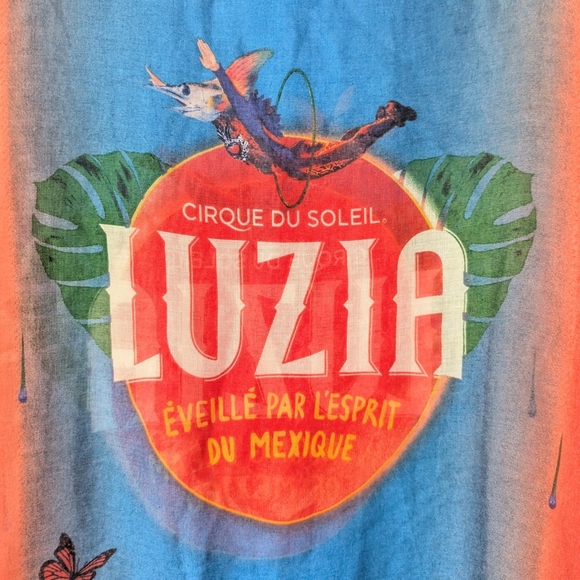 CIRQUE DU SOLEIL®
LUZIA
ÉVEILLÉ PAR L'ESPRIT
DU MEXIQUE